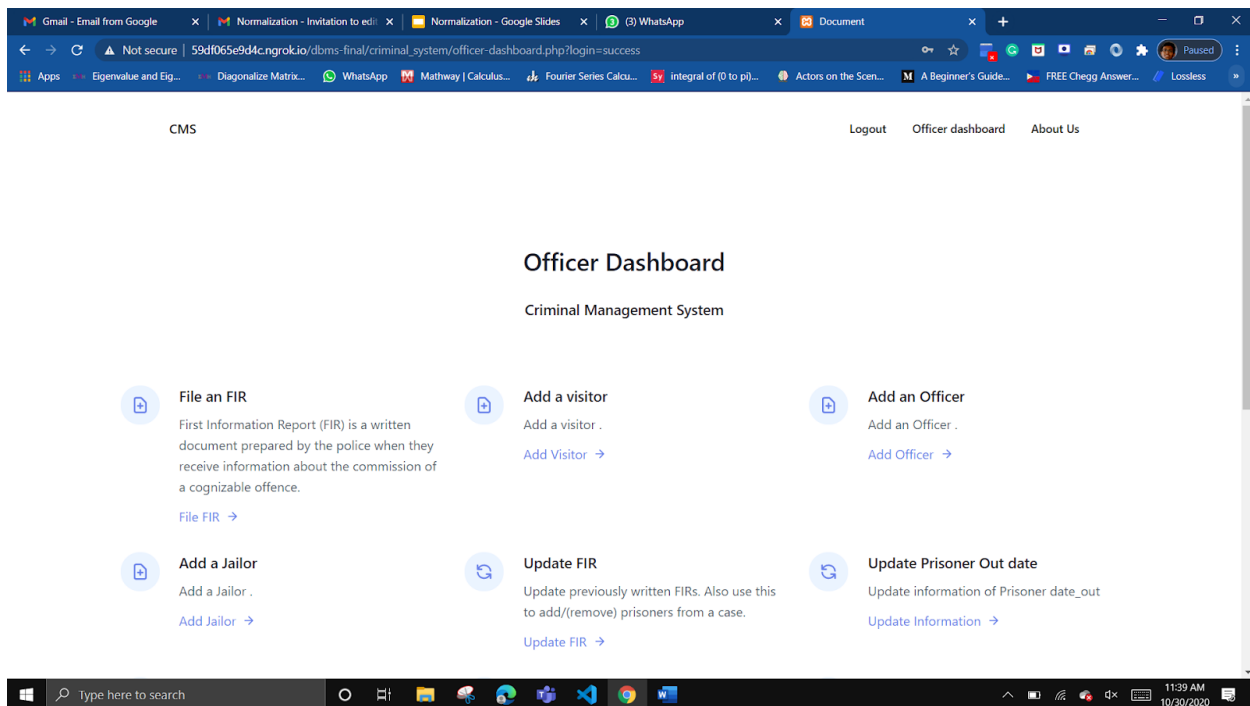 Gmail - Email from Google
Normalization - Invitation to edit
Normalization - Google Slides
(3) WhatsApp
Document
Not secure | 59df065e9d4c.ngrok.io/dbms-final/criminal_system/officer-dashboard.php?login=success
Paused
Apps
Eigenvalue and Eig...
Diagonalize Matrix...
WhatsApp
Mathway | Calculus...
Fourier Series Calcu...
Sy
integral of (0 to pi)...
Actors on the Scen...
M
A Beginner's Guide...
FREE Chegg Answer...
Lossless
»
CMS
Logout
Officer dashboard
About Us
Officer Dashboard
Criminal Management System
File an FIR
First Information Report (FIR) is a written
document prepared by the police when they
receive information about the commission of
a cognizable offence.
File FIR →
Add a visitor
Add a visitor .
Add Visitor →
Add an Officer
Add an Officer .
Add Officer →
Add a Jailor
Add a Jailor .
Add Jailor →
Update FIR
Update previously written FIRs. Also use this
to add/(remove) prisoners from a case.
Update FIR →
Update Prisoner Out date
Update information of Prisoner date_out
Update Information →
Type here to search
11:39 AM
10/30/2020